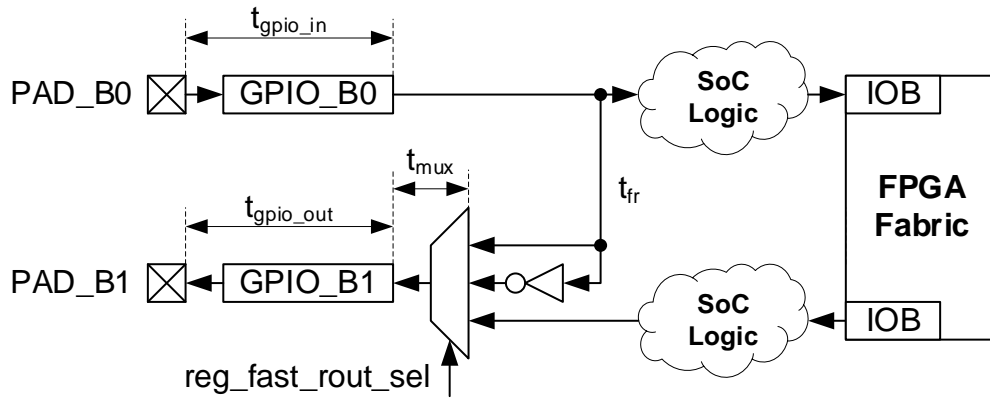 t_gpio_in
PAD_B0
GPIO_B0
SoC
Logic
IOB
t_mux
t_fr
FPGA
Fabric
t_gpio_out
PAD_B1
GPIO_B1
SoC
Logic
IOB
reg_fast_rout_sel